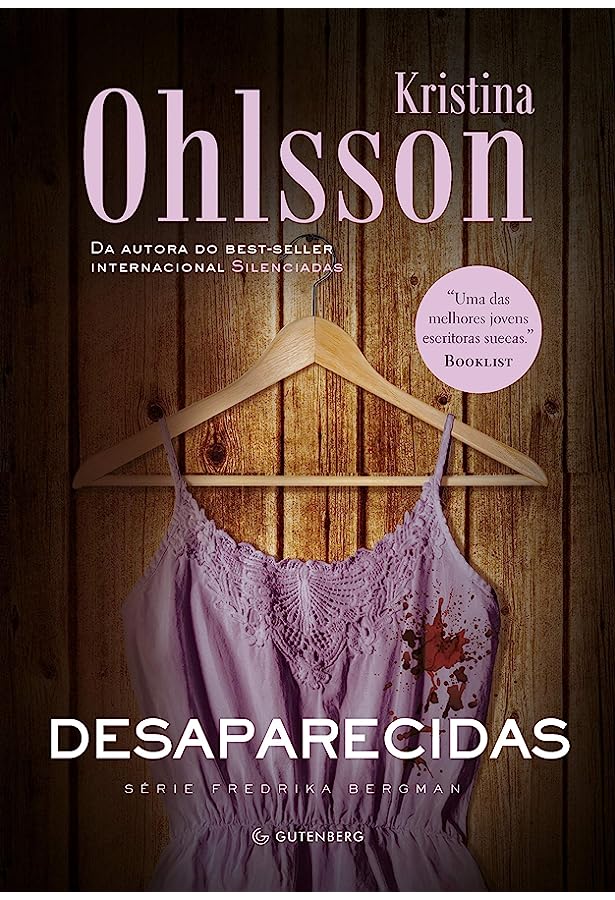 Kristina
Ohlsson
DA AUTORA DO BEST-SELLER
INTERNACIONAL SILENCIADAS
“Uma das
melhores jovens
escritoras suecas.”
BOOKLIST
DESAPARECIDAS
SÉRIE FREDRIKA BERGMAN
GUTENBERG